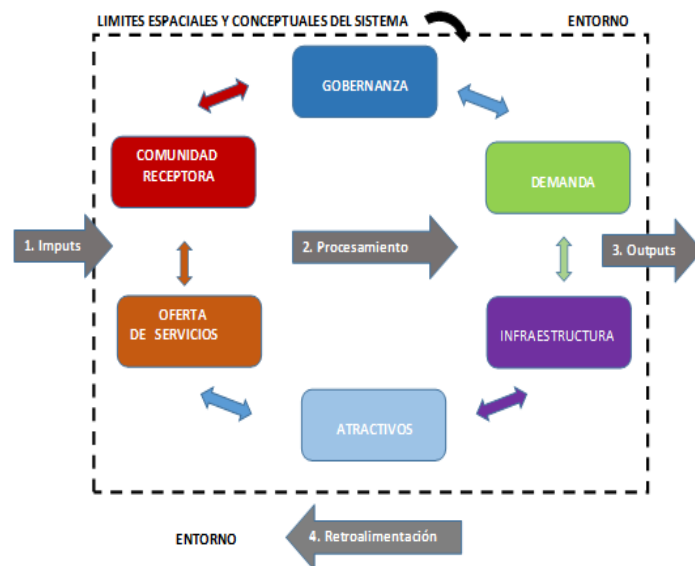 LIMITES ESPACIALES Y CONCEPTUALES DEL SISTEMA
ENTORNO
GOBERNANZA
COMUNIDAD
RECEPTORA
DEMANDA
1. Imputs
2. Procesamiento
3. Outputs
OFERTA
DE SERVICIOS
INFRAESTRUCTURA
ATRACTIVOS
ENTORNO
4. Retroalimentación